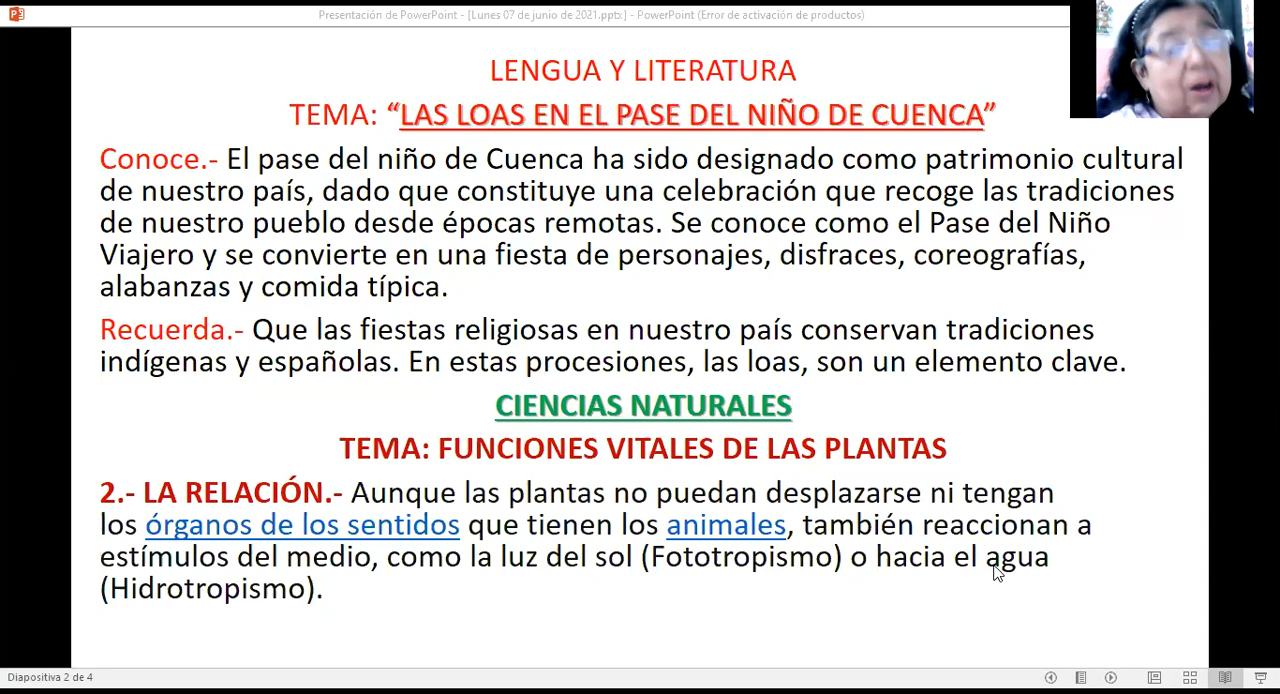 Presentación de PowerPoint - [Lunes 07 de junio de 2021.pptx] - PowerPoint (Error de activación de productos)
LENGUA Y LITERATURA
TEMA: “LAS LOAS EN EL PASE DEL NIÑO DE CUENCA”
Conoce.- El pase del niño de Cuenca ha sido designado como patrimonio cultural
de nuestro país, dado que constituye una celebración que recoge las tradiciones
de nuestro pueblo desde épocas remotas. Se conoce como el Pase del Niño
Viajero y se convierte en una fiesta de personajes, disfraces, coreografías,
alabanzas y comida típica.
Recuerda.- Que las fiestas religiosas en nuestro país conservan tradiciones
indígenas y españolas. En estas procesiones, las loas, son un elemento clave.
CIENCIAS NATURALES
TEMA: FUNCIONES VITALES DE LAS PLANTAS
2.- LA RELACIÓN.- Aunque las plantas no puedan desplazarse ni tengan
los órganos de los sentidos que tienen los animales, también reaccionan a
estímulos del medio, como la luz del sol (Fototropismo) o hacia el agua
(Hidrotropismo).
Diapositiva 2 de 4